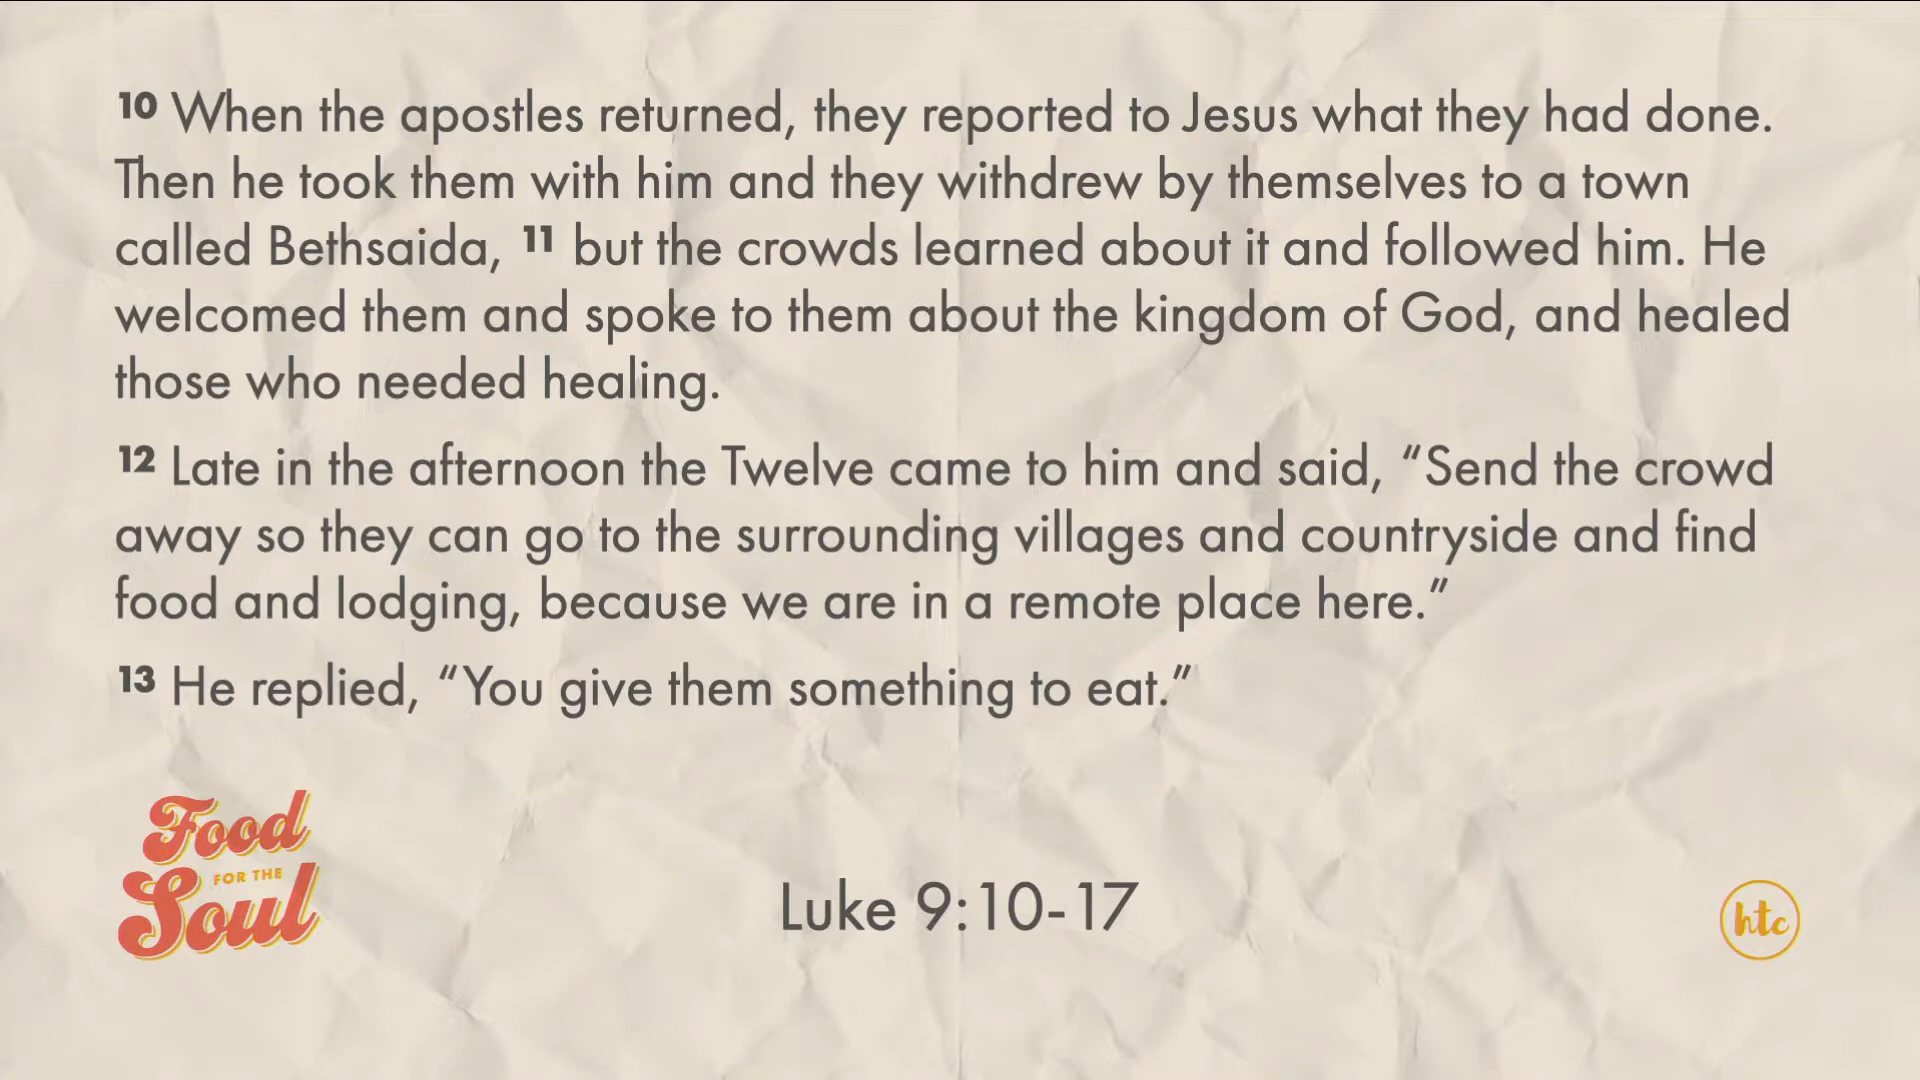 10 When the apostles returned, they reported to Jesus what they had done.
Then he took them with him and they withdrew by themselves to a town
called Bethsaida, 11 but the crowds learned about it and followed him. He
welcomed them and spoke to them about the kingdom of God, and healed
those who needed healing.
12 Late in the afternoon the Twelve came to him and said, “Send the crowd
away so they can go to the surrounding villages and countryside and find
food and lodging, because we are in a remote place here.”
13 He replied, “You give them something to eat.”
Food
FOR THE
Soul
Luke 9:10-17
htc